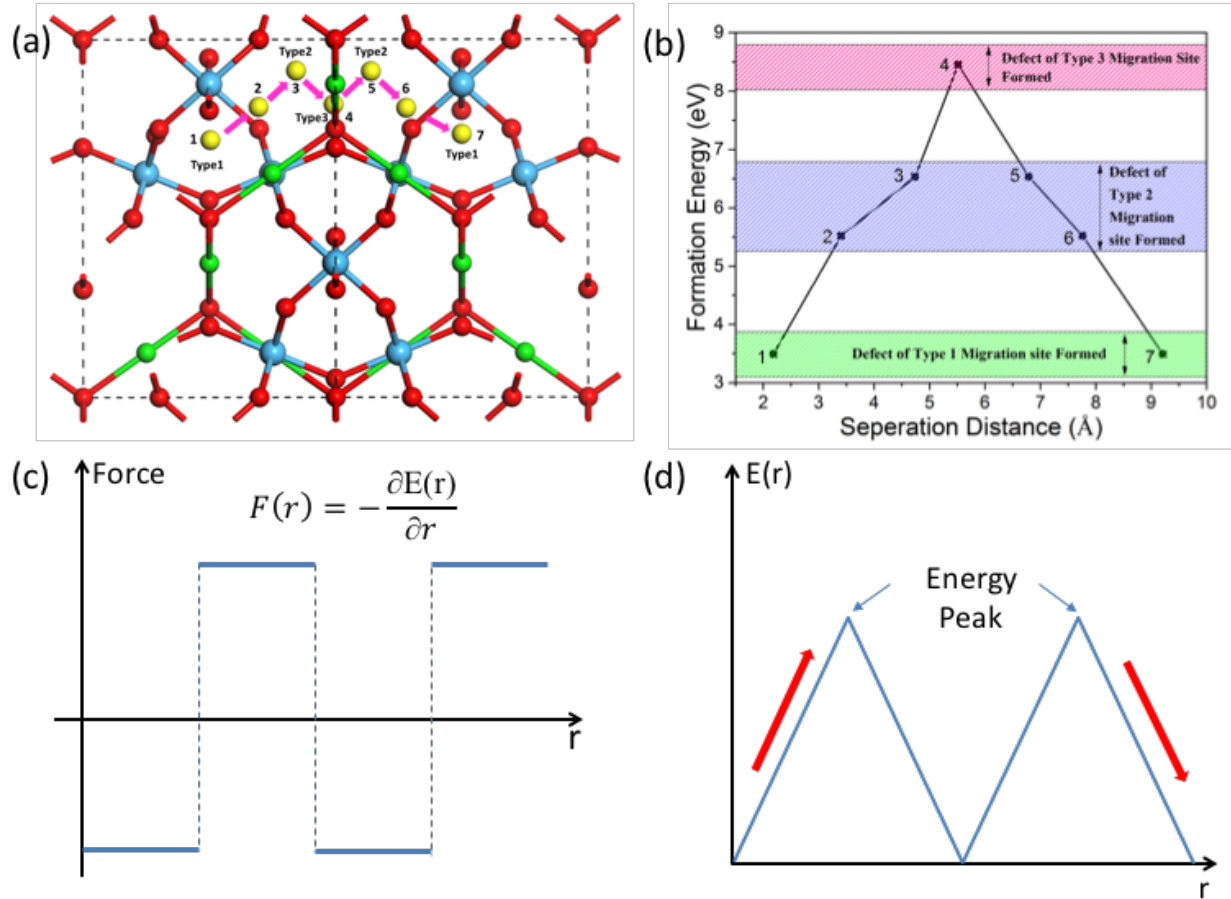 (a)
Type2
Type2
2
3
5
6
1
Type3
4
7
Type1
Type1
(b)
Formation Energy (eV)
9
8
7
6
5
4
3
4
Defect of Type 3 Migration Site
Formed
3
5
Defect of
Type 2
Migration
site Formed
2
6
1
Defect of Type 1 Migration site Formed
7
2 3 4 5 6 7 8 9 10
Seperation Distance (Å)
(c)
Force
F(r) = − ∂E(r)/∂r
r
(d)
E(r)
Energy
Peak
r